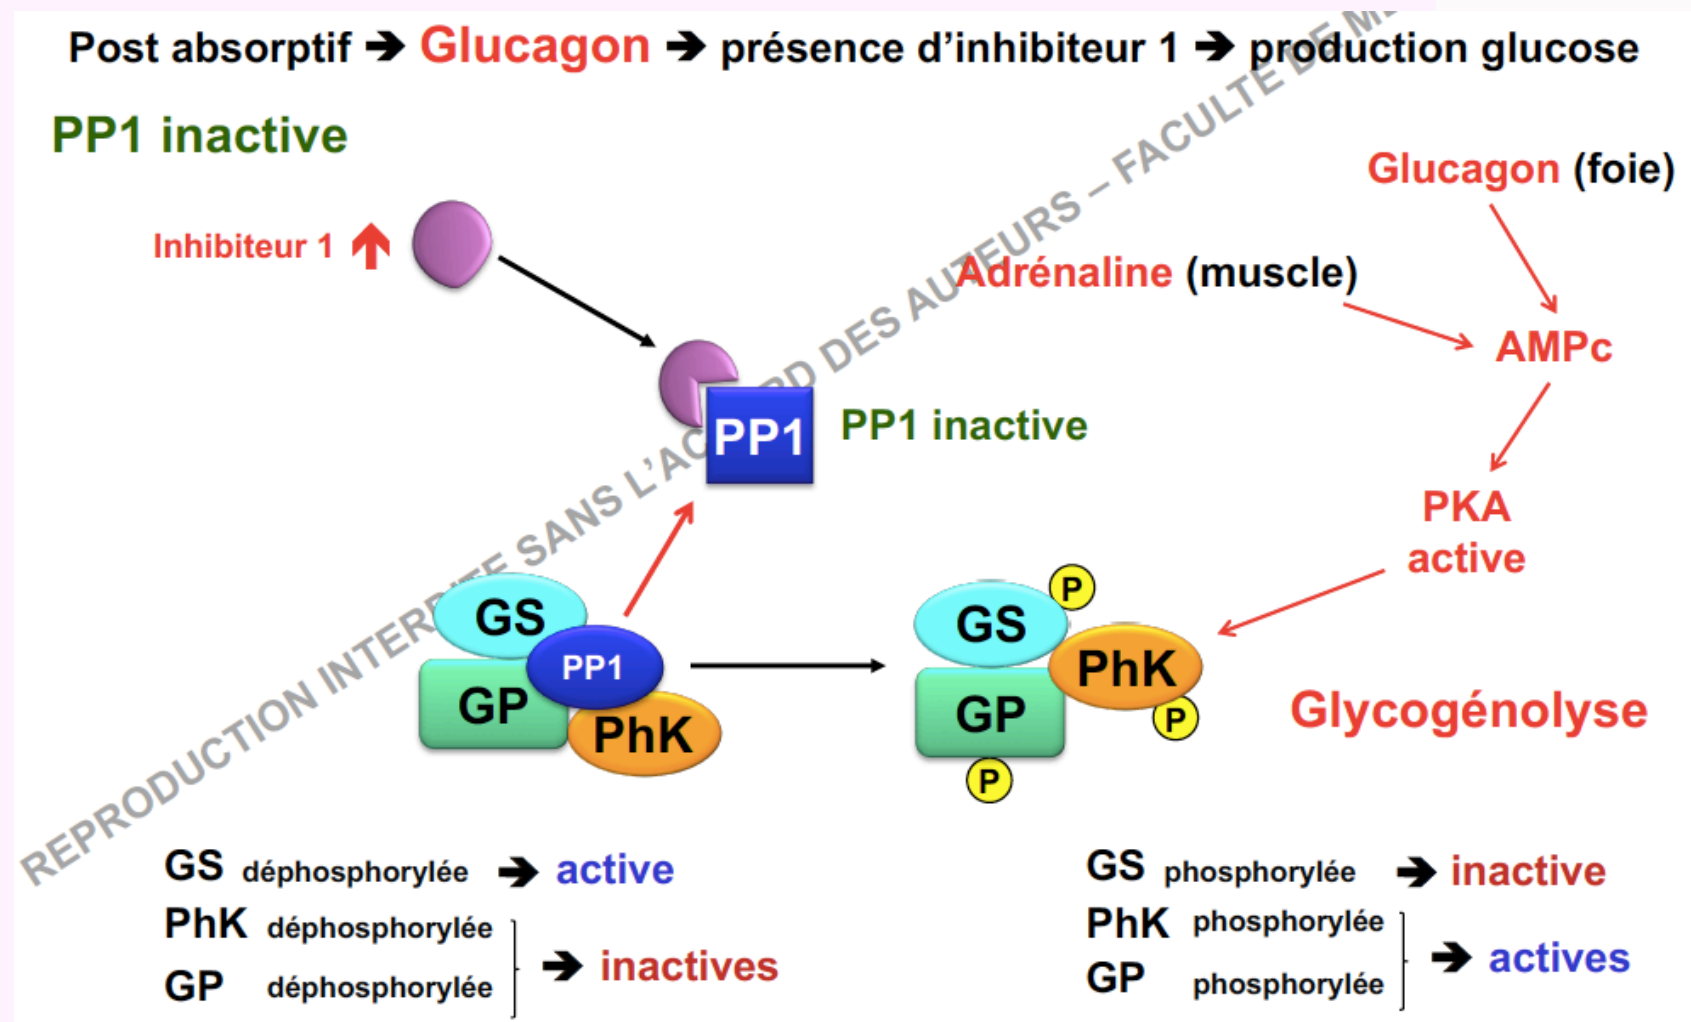 Post absorptif ➔ Glucagon ➔ présence d’inhibiteur 1 ➔ production glucose
PP1 inactive
Glucagon (foie)
Inhibiteur 1
Adrénaline (muscle)
AMPc
PP1
PP1 inactive
PKA
active
GS
PP1
GP
PhK
GS
P
PhK
P
GP
P
Glycogénolyse
GS déphosphorylée ➔ active
PhK déphosphorylée
GP déphosphorylée
➔ inactives
GS phosphorylée ➔ inactive
PhK phosphorylée
GP phosphorylée
➔ actives
REPRODUCTION INTERDITE SANS L’ACCORD DES AUTEURS – FACULTE DE